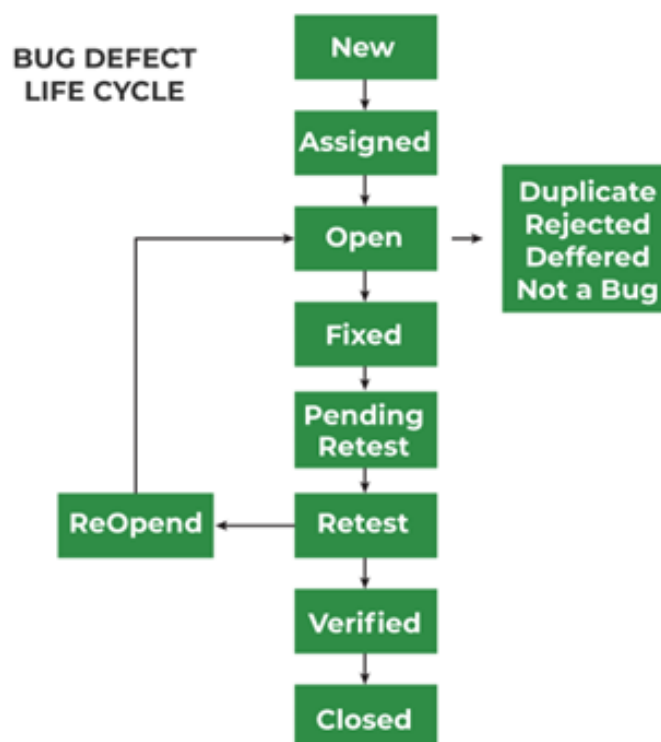 BUG DEFECT
LIFE CYCLE
New
Assigned
Open
Duplicate
Rejected
Deffered
Not a Bug
Fixed
Pending
Retest
ReOpend
Retest
Verified
Closed